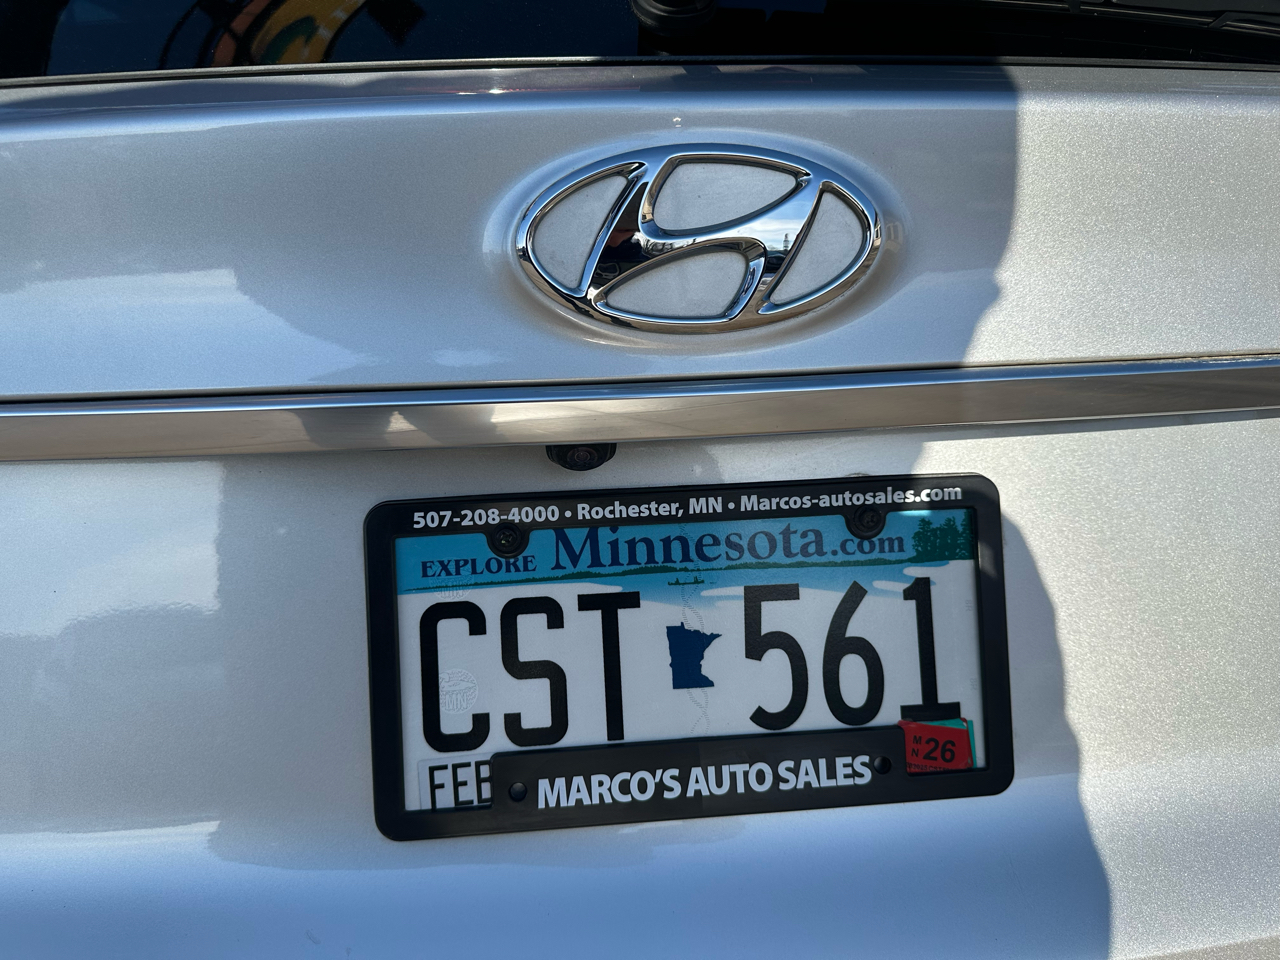 507-208-4000 • Rochester, MN • Marcos-autosales.com
EXPLORE Minnesota.com
CST 561
MN
FEB
MN 26
MARCO'S AUTO SALES